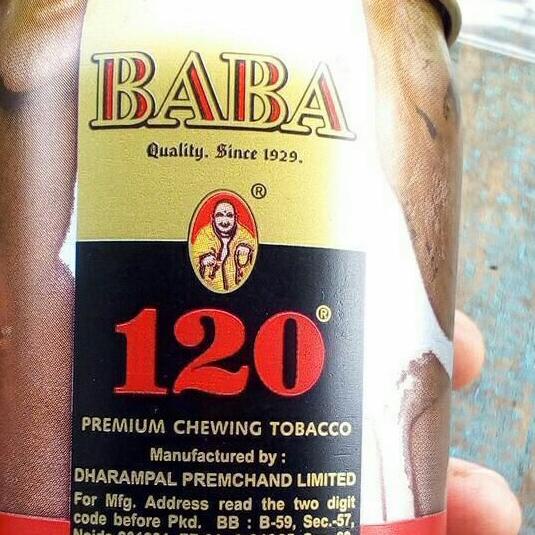 BABA
Quality. Since 1929.
®
120®
PREMIUM CHEWING TOBACCO
Manufactured by :
DHARAMPAL PREMCHAND LIMITED
For Mfg. Address read the two digit
code before Pkd. BB : B-59, Sec.-57,